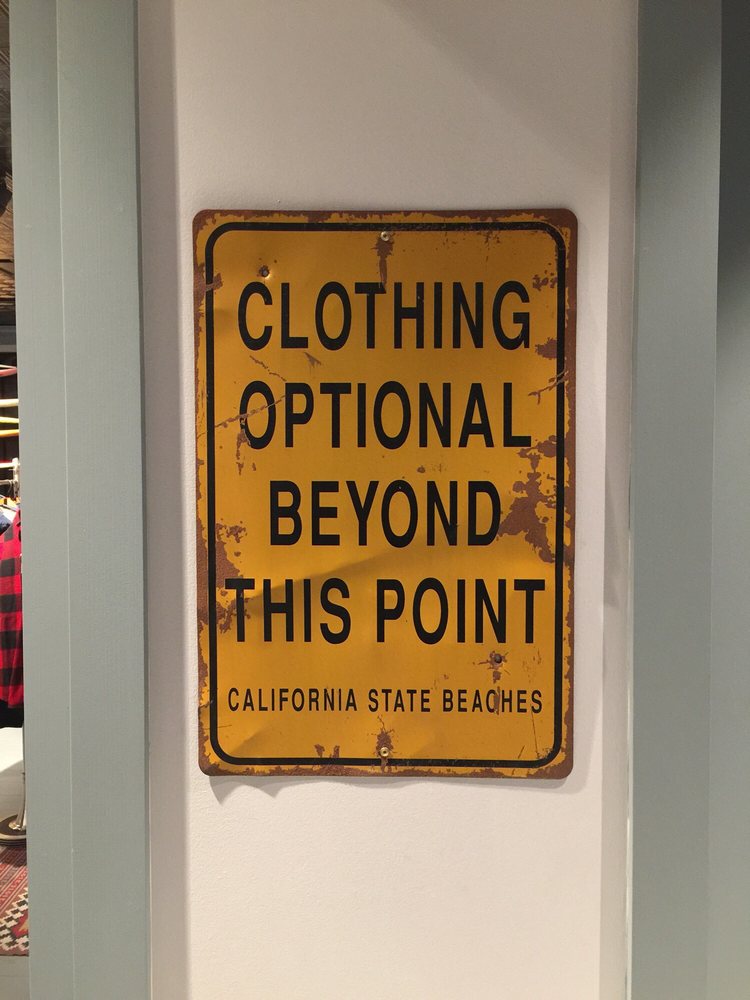 CLOTHING
OPTIONAL
BEYOND
THIS POINT
CALIFORNIA STATE BEACHES